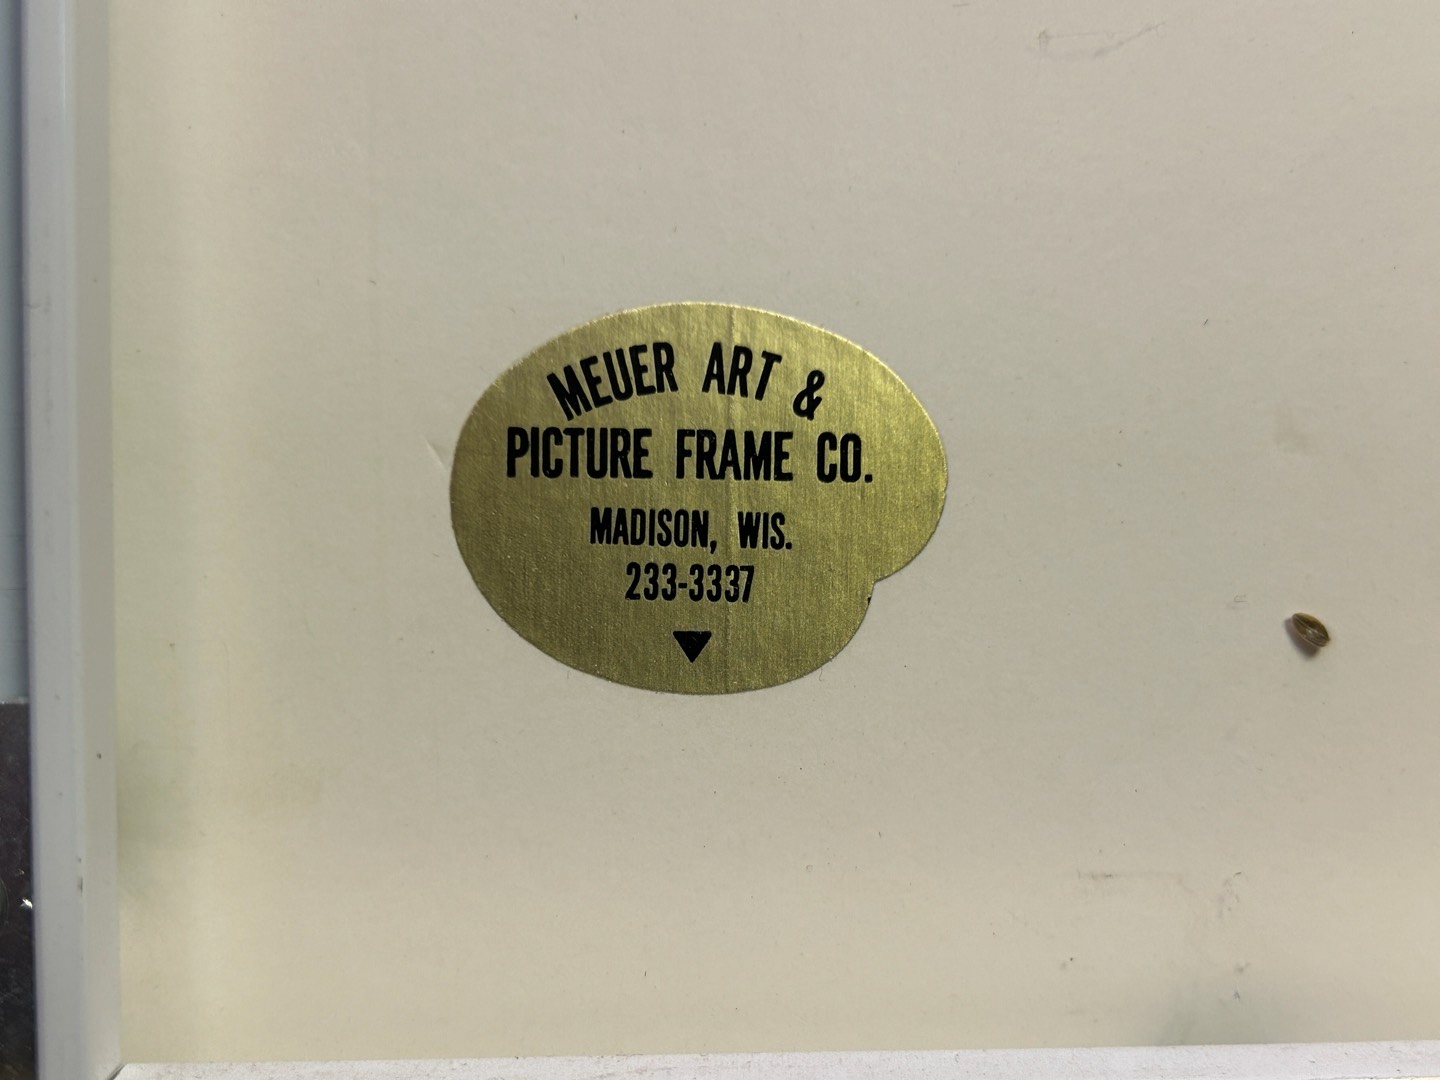 MEUER ART &
PICTURE FRAME CO.
MADISON, WIS.
233-3337